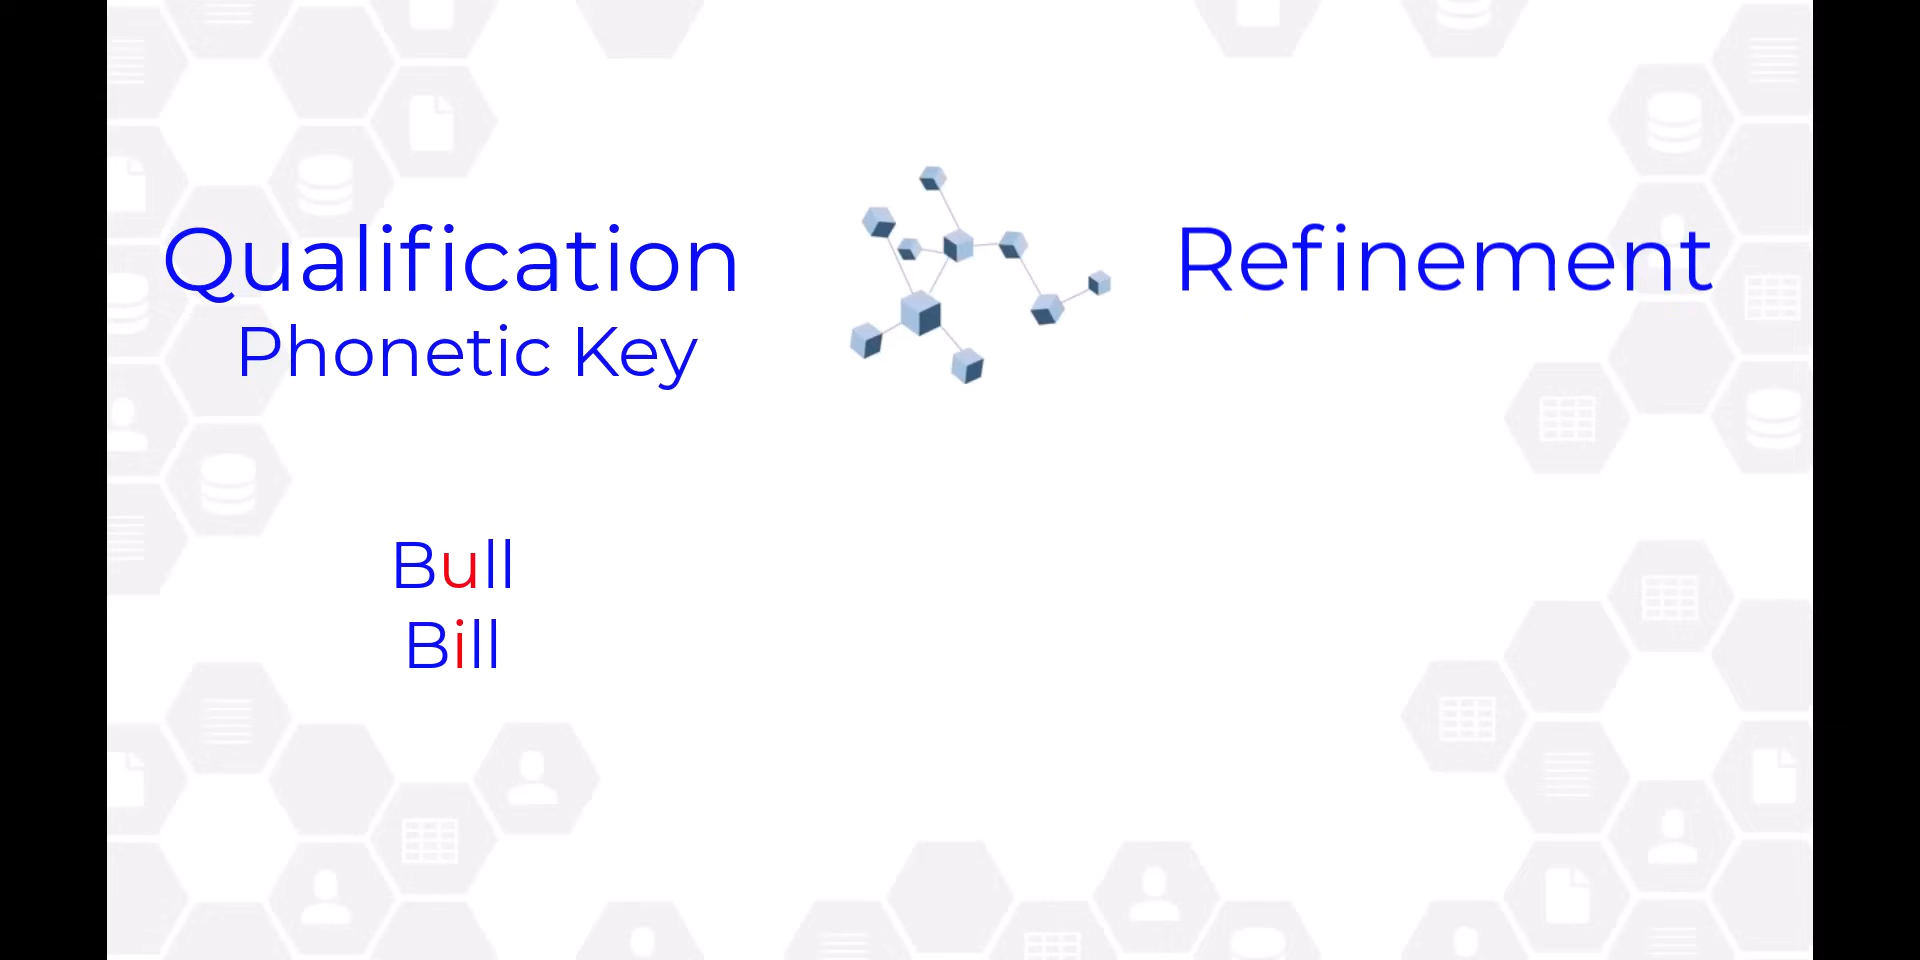 Qualification
Phonetic Key
Refinement
Bull
Bill